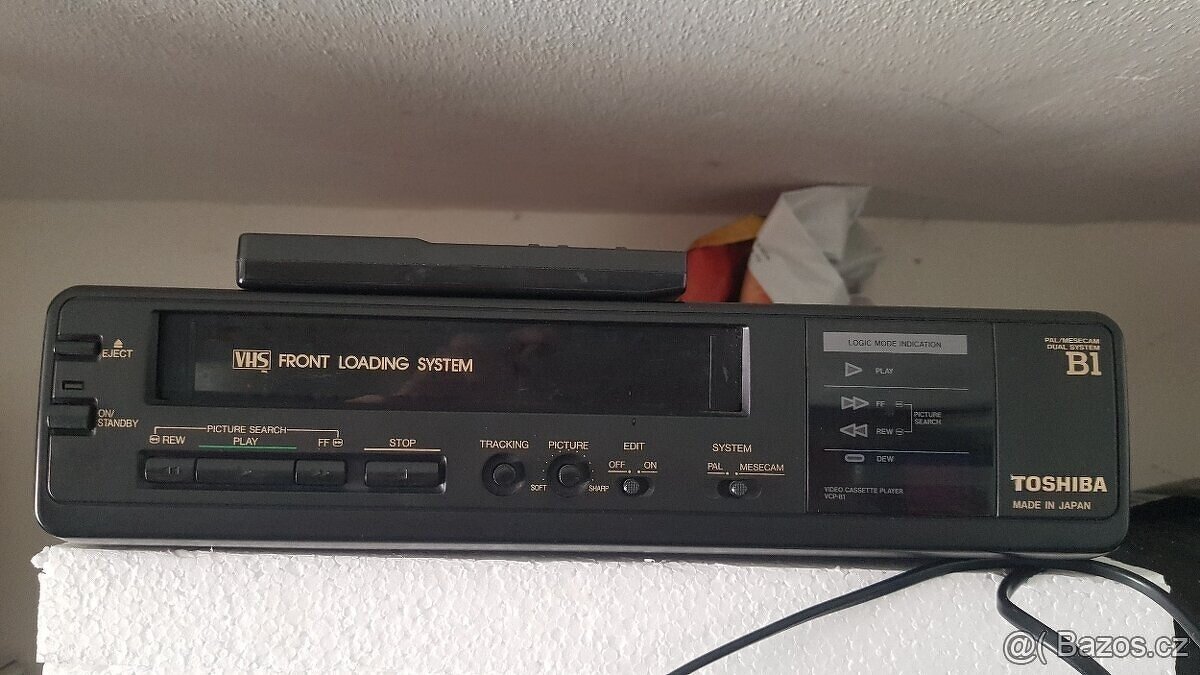 EJECT
ON/
STANDBY
VHS FRONT LOADING SYSTEM
PICTURE SEARCH
REW PLAY FF STOP
TRACKING PICTURE EDIT SYSTEM
OFF ON PAL MESECAM
SOFT SHARP
LOGIC MODE INDICATION
PLAY
FF
REW
PICTURE
SEARCH
DEW
VIDEO CASSETTE PLAYER
VCP-B1
PAL/MESECAM
DUAL SYSTEM
B1
TOSHIBA
MADE IN JAPAN
@( Bazos.cz